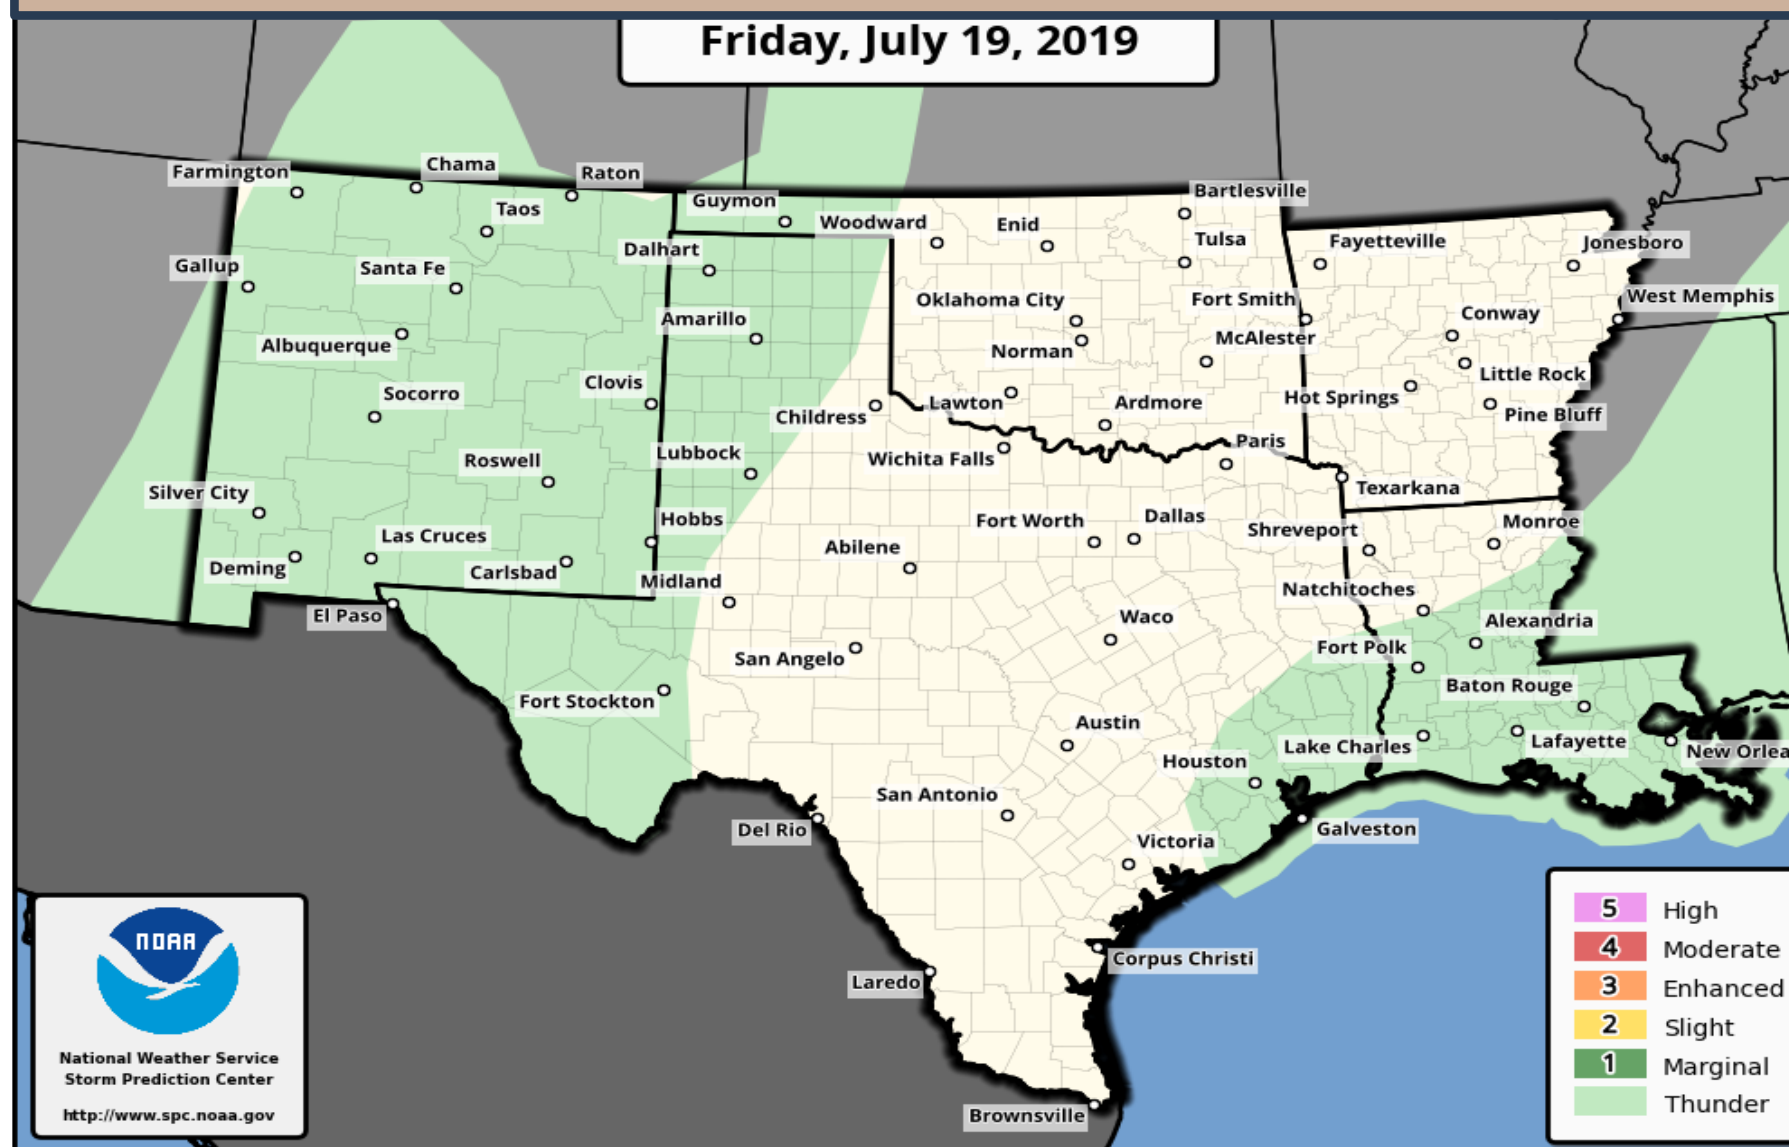 Friday, July 19, 2019
Farmington
Chama
Raton
Taos
Guymon
Woodward
Enid
Bartlesville
Tulsa
Fayetteville
Jonesboro
Gallup
Santa Fe
Dalhart
Oklahoma City
Fort Smith
West Memphis
Albuquerque
Amarillo
Norman
McAlester
Conway
Socorro
Clovis
Childress
Lawton
Ardmore
Hot Springs
Little Rock
Pine Bluff
Roswell
Lubbock
Wichita Falls
Paris
Texarkana
Silver City
Las Cruces
Hobbs
Abilene
Fort Worth
Dallas
Shreveport
Monroe
Deming
Carlsbad
Midland
Natchitoches
El Paso
Waco
Alexandria
San Angelo
Fort Polk
Fort Stockton
Baton Rouge
Austin
Houston
Lake Charles
Lafayette
New Orlea
San Antonio
Del Rio
Victoria
Galveston
Corpus Christi
Laredo
Brownsville
NOAA
National Weather Service
Storm Prediction Center
http://www.spc.noaa.gov
5 High
4 Moderate
3 Enhanced
2 Slight
1 Marginal
Thunder